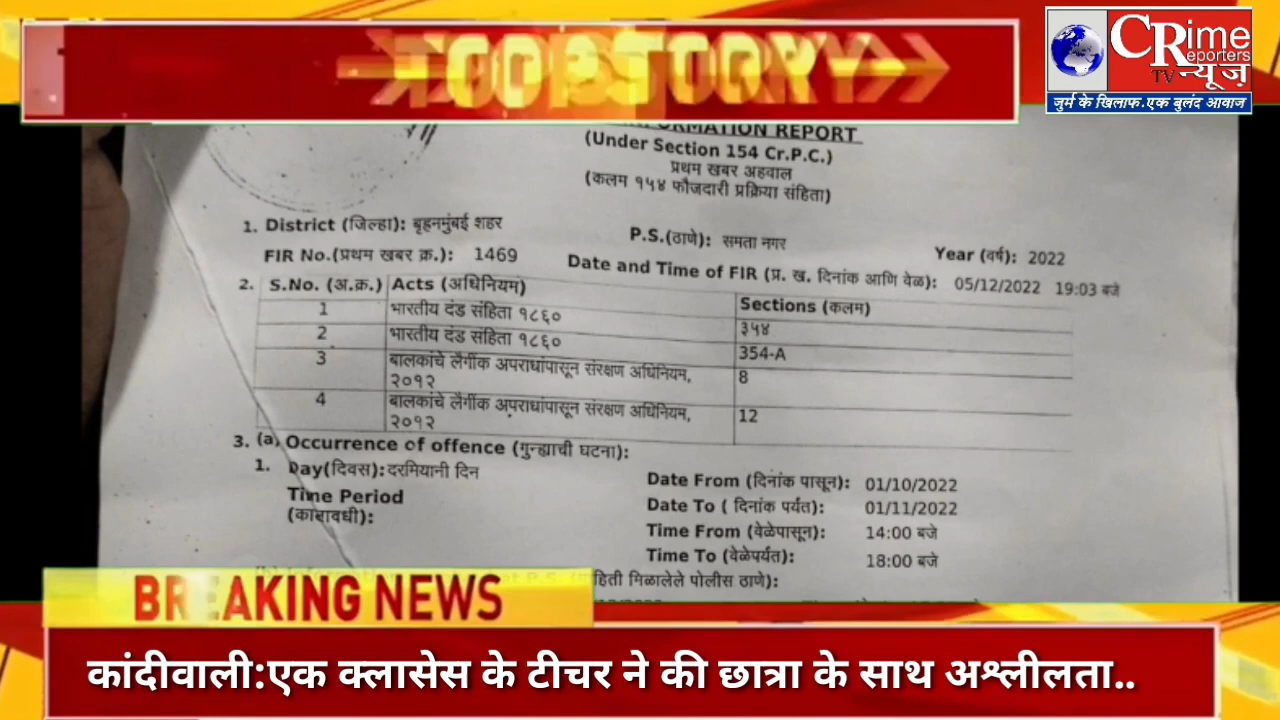 TOP STORY
CRime
Reporters
TV न्यूज़
जुर्म के खिलाफ.एक बुलंद आवाज
INFORMATION REPORT
(Under Section 154 Cr.P.C.)
प्रथम खबर अहवाल
(कलम १५४ फौजदारी प्रक्रिया संहिता)
1. District (जिल्हा): बृहनमुंबई शहर P.S.(ठाणे): समता नगर Year (वर्ष): 2022
FIR No.(प्रथम खबर क्र.): 1469 Date and Time of FIR (प्र. ख. दिनांक आणि वेळ): 05/12/2022 19:03 बजे
2. S.No. (अ.क्र.) Acts (अधिनियम) Sections (कलम)
1 भारतीय दंड संहिता १८६० ३५४
2 भारतीय दंड संहिता १८६० 354-A
3 बालकांचे लैगींक अपराधांपासून संरक्षण अधिनियम, २०१२ 8
4 बालकांचे लैगींक अपराधांपासून संरक्षण अधिनियम, २०१२ 12
3. (a) Occurrence of offence (गुन्ह्याची घटना):
1. Day(दिवस): दरमियानी दिन Date From (दिनांक पासून): 01/10/2022
Time Period Date To ( दिनांक पर्यंत): 01/11/2022
(कालावधी): Time From (वेळेपासून): 14:00 बजे
Time To (वेळेपर्यंत): 18:00 बजे
मिळालेले पोलीस ठाणे):
BREAKING NEWS
कांदीवाली:एक क्लासेस के टीचर ने की छात्रा के साथ अश्लीलता..